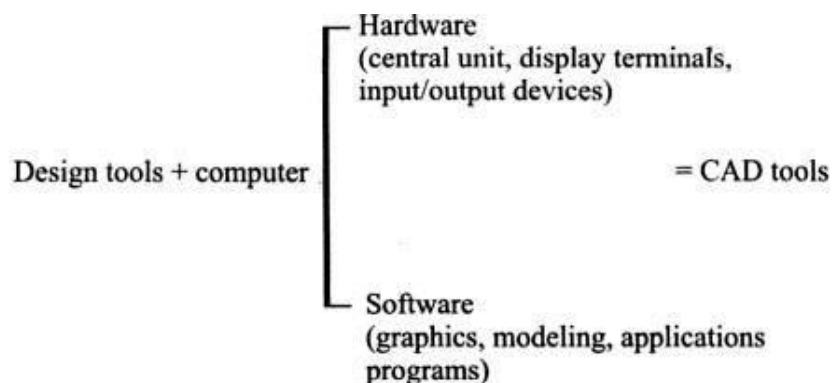 Hardware
(central unit, display terminals,
input/output devices)
Design tools + computer
= CAD tools
Software
(graphics, modeling, applications
programs)